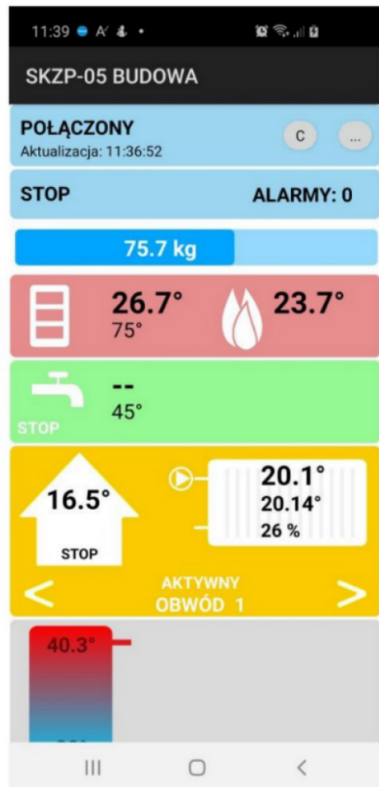 11:39
SKZP-05 BUDOWA
POŁĄCZONY
Aktualizacja: 11:36:52
C ...
STOP ALARMY: 0
75.7 kg
26.7° 23.7°
75°
--
45°
STOP
16.5°
STOP
20.1°
20.14°
26 %
AKTYWNY
< OBWÓD 1 >
40.3°